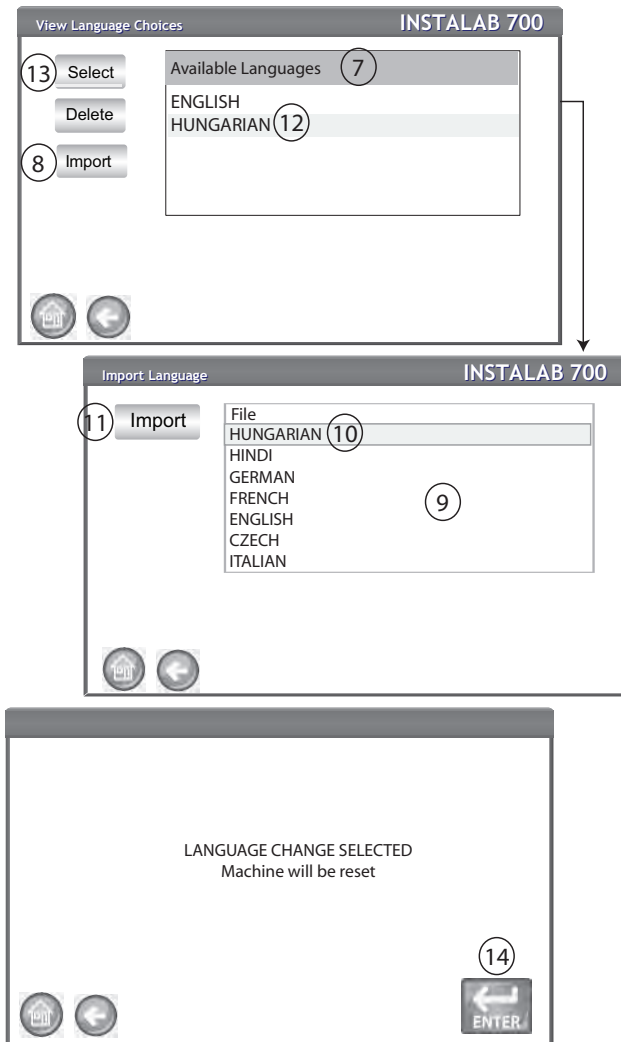 View Language Choices INSTALAB 700
13 Select
Available Languages 7
Delete
ENGLISH
HUNGARIAN 12
8 Import
Import Language INSTALAB 700
11 Import
File
HUNGARIAN 10
HINDI
GERMAN
FRENCH
9
ENGLISH
CZECH
ITALIAN
LANGUAGE CHANGE SELECTED
Machine will be reset
14
ENTER